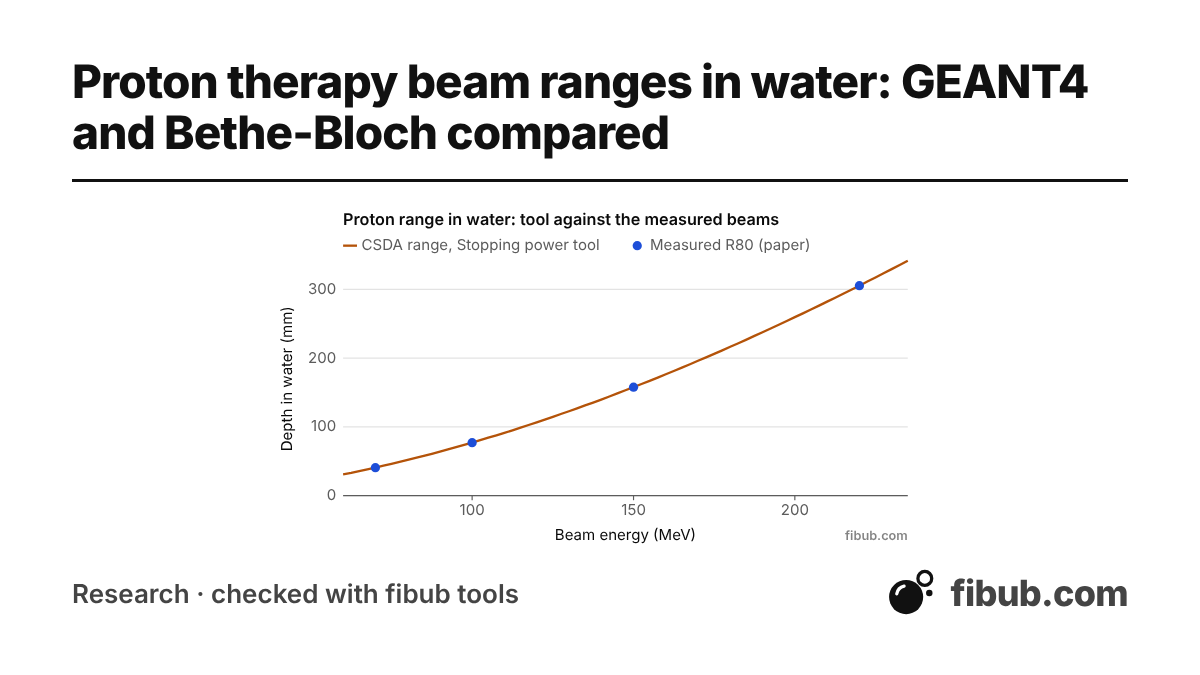 Proton therapy beam ranges in water: GEANT4
and Bethe-Bloch compared
Proton range in water: tool against the measured beams
CSDA range, Stopping power tool
Measured R80 (paper)
300
200
100
0
Depth in water (mm)
100
150
200
Beam energy (MeV)
fibub.com
Research · checked with fibub tools
fibub.com